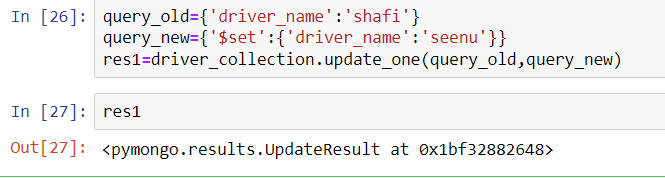 In [26]: query_old={'driver_name':'shafi'}
query_new={'$set':{'driver_name':'seenu'}}
res1=driver_collection.update_one(query_old,query_new)
In [27]: res1
Out[27]: <pymongo.results.UpdateResult at 0x1bf32882648>